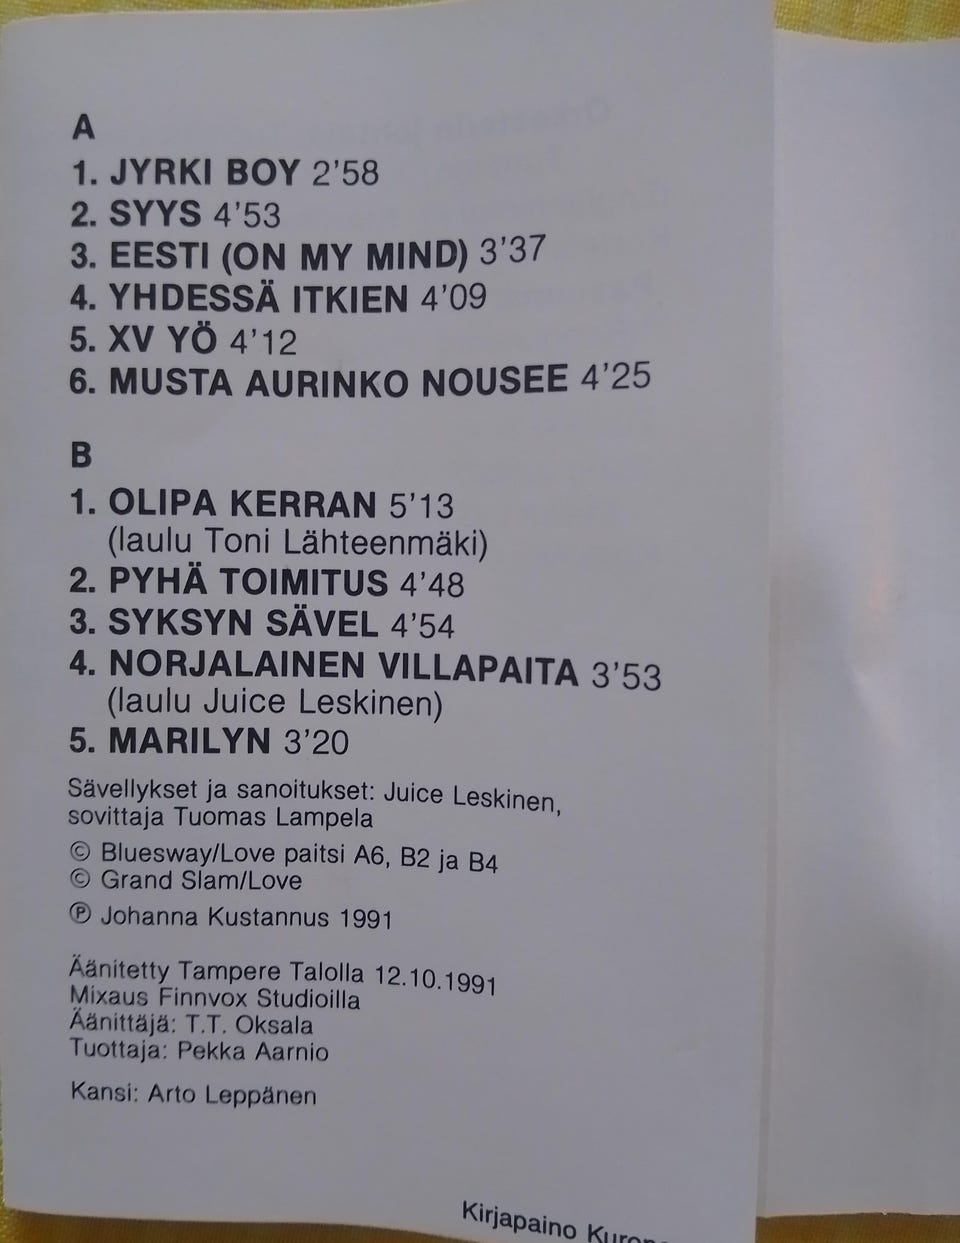 A
1. JYRKI BOY 2'58
2. SYYS 4'53
3. EESTI (ON MY MIND) 3'37
4. YHDESSÄ ITKIEN 4'09
5. XV YÖ 4'12
6. MUSTA AURINKO NOUSEE 4'25
B
1. OLIPA KERRAN 5'13
(laulu Toni Lähteenmäki)
2. PYHÄ TOIMITUS 4'48
3. SYKSYN SÄVEL 4'54
4. NORJALAINEN VILLAPAITA 3'53
(laulu Juice Leskinen)
5. MARILYN 3'20
Sävellykset ja sanoitukset: Juice Leskinen,
sovittaja Tuomas Lampela
© Bluesway/Love paitsi A6, B2 ja B4
© Grand Slam/Love
℗ Johanna Kustannus 1991
Äänitetty Tampere Talolla 12.10.1991
Mixaus Finnvox Studioilla
Äänittäjä: T.T. Oksala
Tuottaja: Pekka Aarnio
Kansi: Arto Leppänen
Kirjapaino